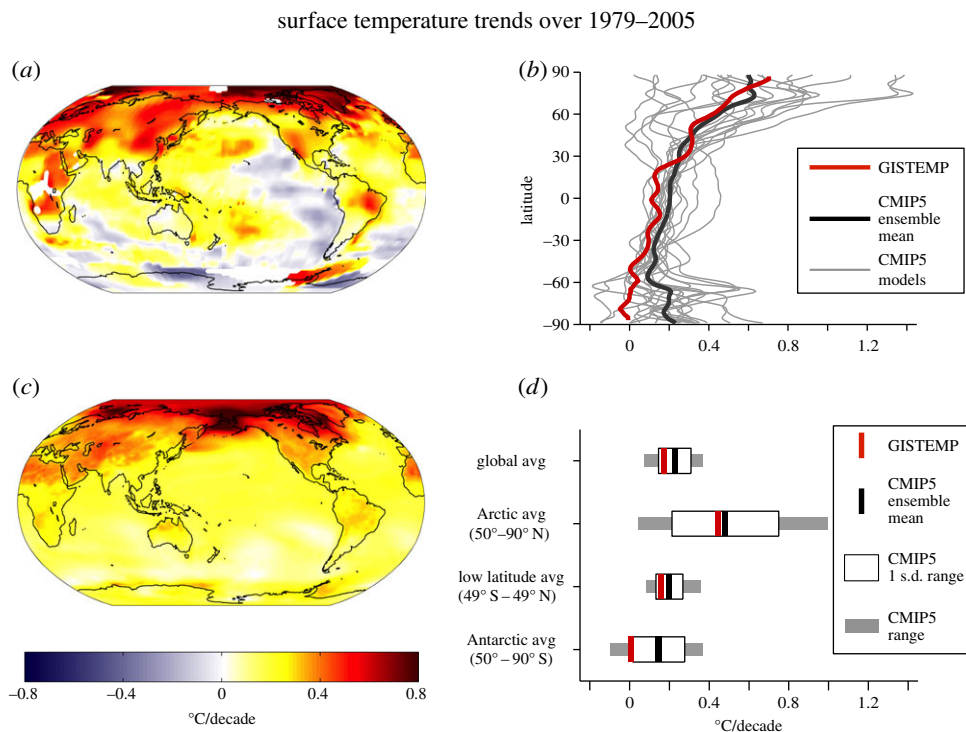 surface temperature trends over 1979–2005
(a)
(b)
90
60
30
0
−30
−60
−90
latitude
0
0.4
0.8
1.2
GISTEMP
CMIP5
ensemble
mean
CMIP5
models
(c)
(d)
global avg
Arctic avg
(50°–90° N)
low latitude avg
(49° S – 49° N)
Antarctic avg
(50° – 90° S)
0
0.4
0.8
1.2
°C/decade
GISTEMP
CMIP5
ensemble
mean
CMIP5
1 s.d. range
CMIP5
range
−0.8
−0.4
0
0.4
0.8
°C/decade